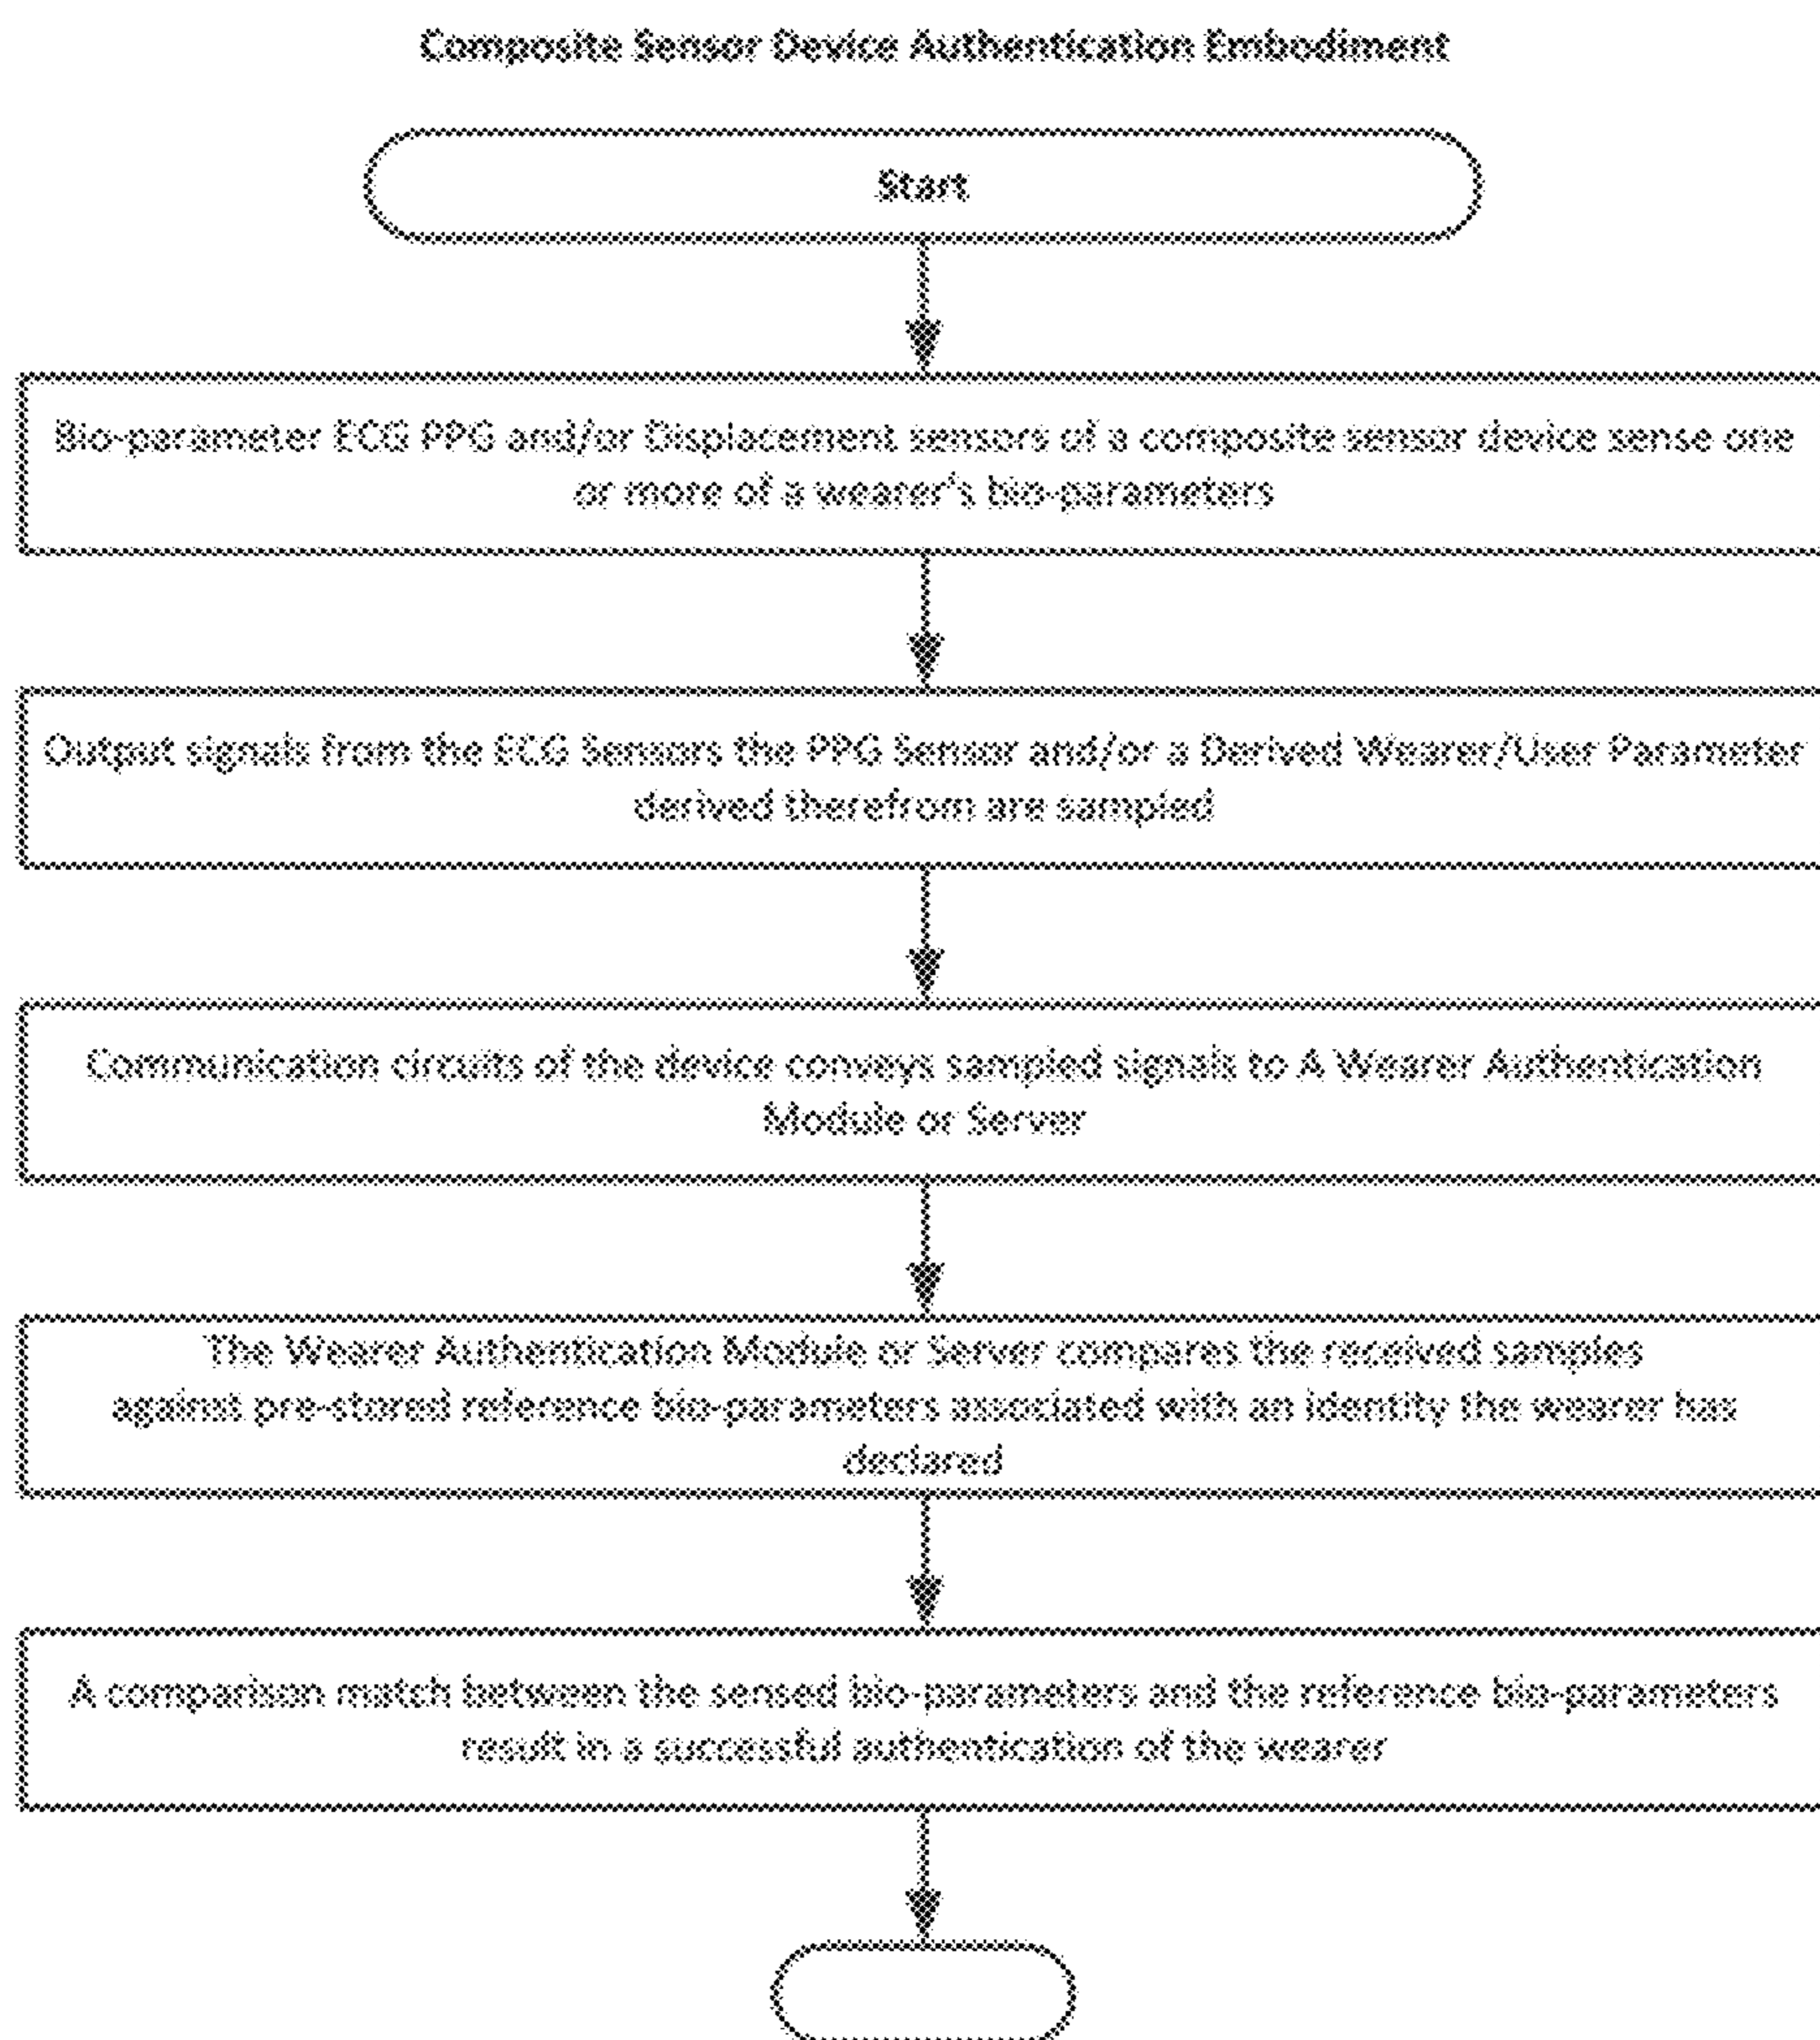 Composite Sensor Device Authentication Embodiment
Start
Bio-parameter ECG PPG and/or Displacement sensors of a composite sensor device sense one
or more of a wearer's bio-parameters
Output signals from the ECG Sensors the PPG Sensor and/or a Derived Wearer/User Parameter
derived therefrom are sampled
Communication circuits of the device conveys sampled signals to A Wearer Authentication
Module or Server
The Wearer Authentication Module or Server compares the received samples
against pre-stored reference bio-parameters associated with an identity the wearer has
declared
A comparison match between the sensed bio-parameters and the reference bio-parameters
result in a successful authentication of the wearer